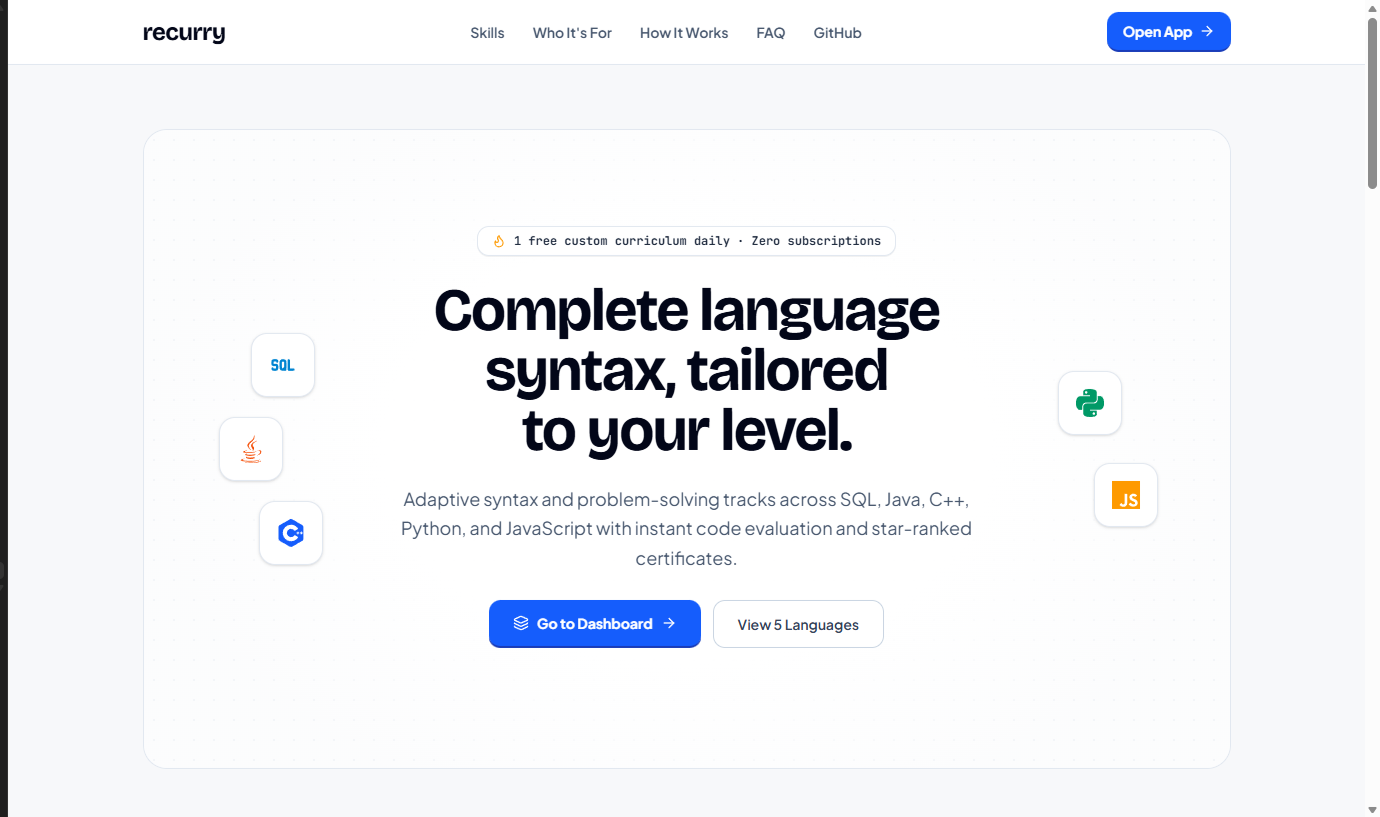 recurry
Skills
Who It's For
How It Works
FAQ
GitHub
Open App
1 free custom curriculum daily · Zero subscriptions
Complete language
syntax, tailored
to your level.
SQL
JS
Adaptive syntax and problem-solving tracks across SQL, Java, C++,
Python, and JavaScript with instant code evaluation and star-ranked
certificates.
Go to Dashboard
View 5 Languages